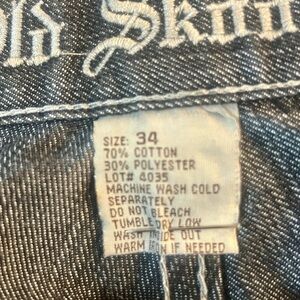 Old
SIZE: 34
70% COTTON
30% POLYESTER
LOT# 4035
MACHINE WASH COLD
SEPARATELY
DO NOT BLEACH
TUMBLE DRY LOW
WASH INSIDE OUT
WARM IRON IF NEEDED